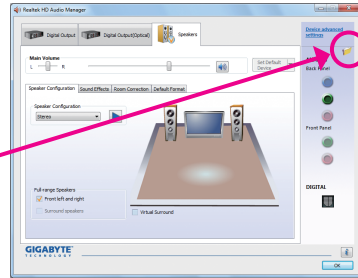 Realtek HD Audio Manager
Digital Output
Digital Output(Optical)
Speakers
Device advanced
settings
Main Volume
L
R
Set Default
Device
Back Panel
Speaker Configuration
Sound Effects
Room Correction
Default Format
Speaker Configuration
Stereo
Front Panel
Full-range Speakers
Front left and right
Surround speakers
Virtual Surround
DIGITAL
GIGABYTE
TECHNOLOGY
i
OK